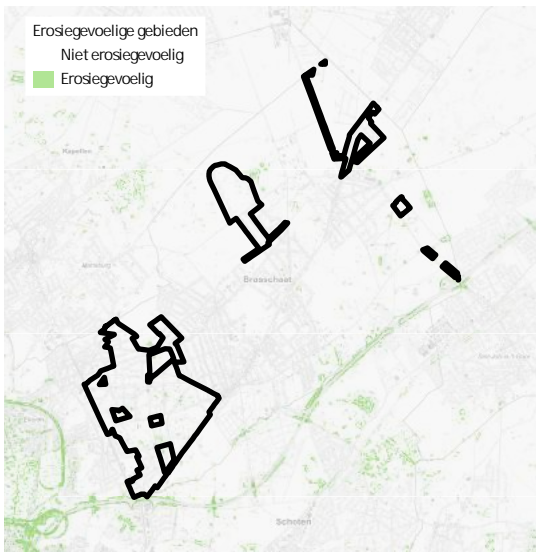 Erosiegevoelige gebieden
Niet erosiegevoelig
Erosiegevoelig
Kapellen
Brasschaat
Schoten